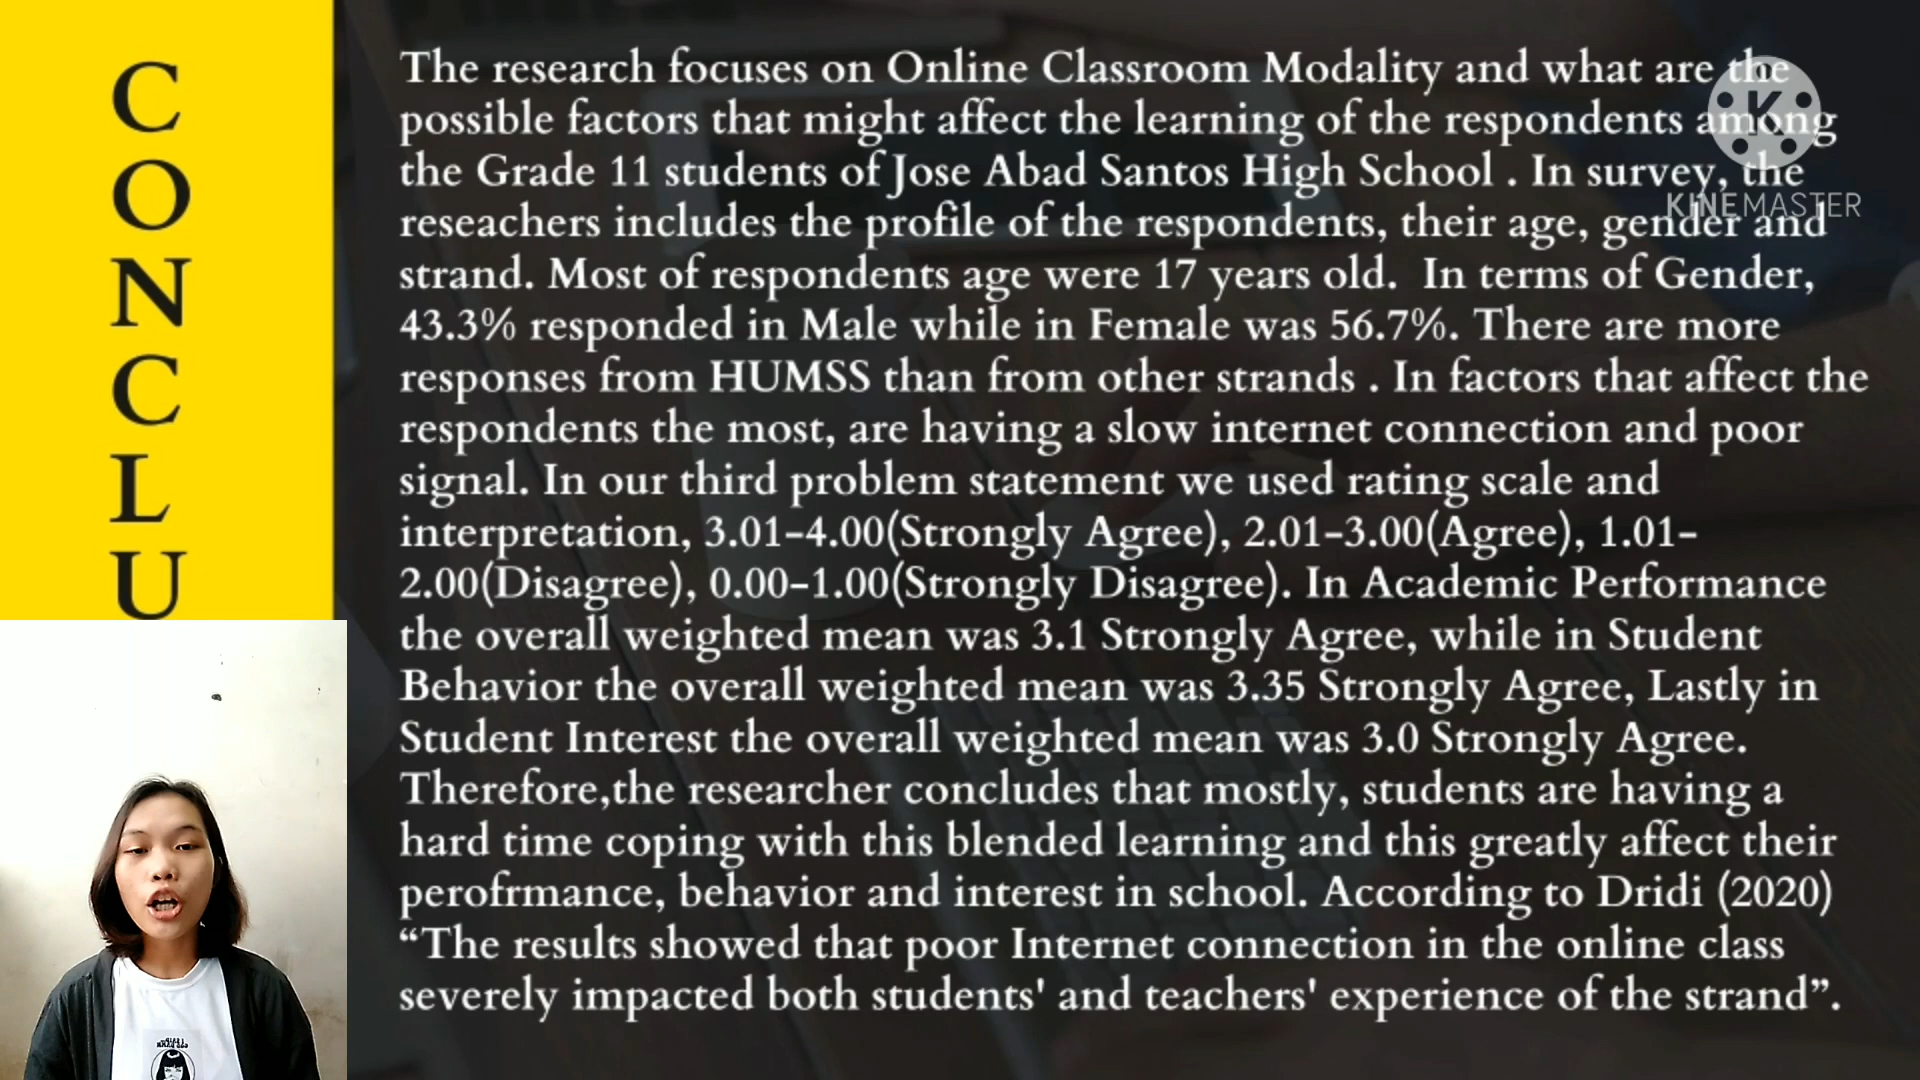 C
O
N
C
L
U
The research focuses on Online Classroom Modality and what are the
possible factors that might affect the learning of the respondents among
the Grade 11 students of Jose Abad Santos High School . In survey, the
reseachers includes the profile of the respondents, their age, gender and
strand. Most of respondents age were 17 years old.  In terms of Gender,
43.3% responded in Male while in Female was 56.7%. There are more
responses from HUMSS than from other strands . In factors that affect the
respondents the most, are having a slow internet connection and poor
signal. In our third problem statement we used rating scale and
interpretation, 3.01-4.00(Strongly Agree), 2.01-3.00(Agree), 1.01-
2.00(Disagree), 0.00-1.00(Strongly Disagree). In Academic Performance
the overall weighted mean was 3.1 Strongly Agree, while in Student
Behavior the overall weighted mean was 3.35 Strongly Agree, Lastly in
Student Interest the overall weighted mean was 3.0 Strongly Agree.
Therefore,the researcher concludes that mostly, students are having a
hard time coping with this blended learning and this greatly affect their
perofrmance, behavior and interest in school. According to Dridi (2020)
“The results showed that poor Internet connection in the online class
severely impacted both students' and teachers' experience of the strand”.
K
KINEMASTER